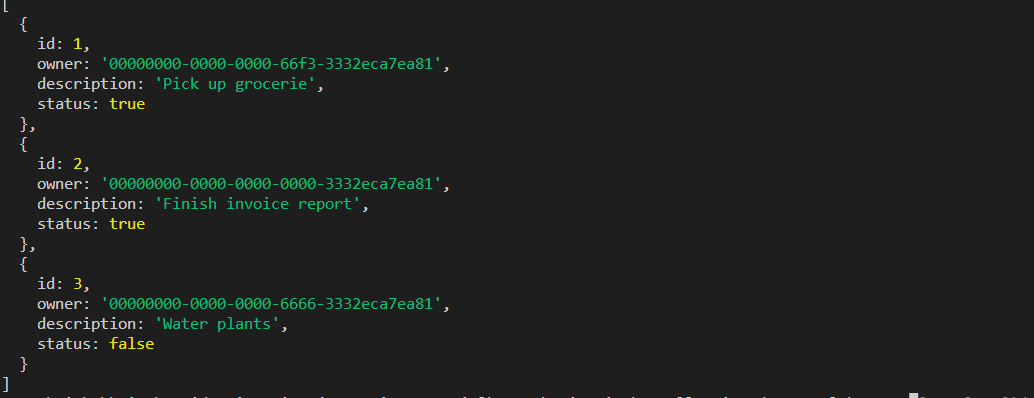 [
  {
    id: 1,
    owner: '00000000-0000-0000-66f3-3332eca7ea81',
    description: 'Pick up grocerie',
    status: true
  },
  {
    id: 2,
    owner: '00000000-0000-0000-0000-3332eca7ea81',
    description: 'Finish invoice report',
    status: true
  },
  {
    id: 3,
    owner: '00000000-0000-0000-6666-3332eca7ea81',
    description: 'Water plants',
    status: false
  }
]